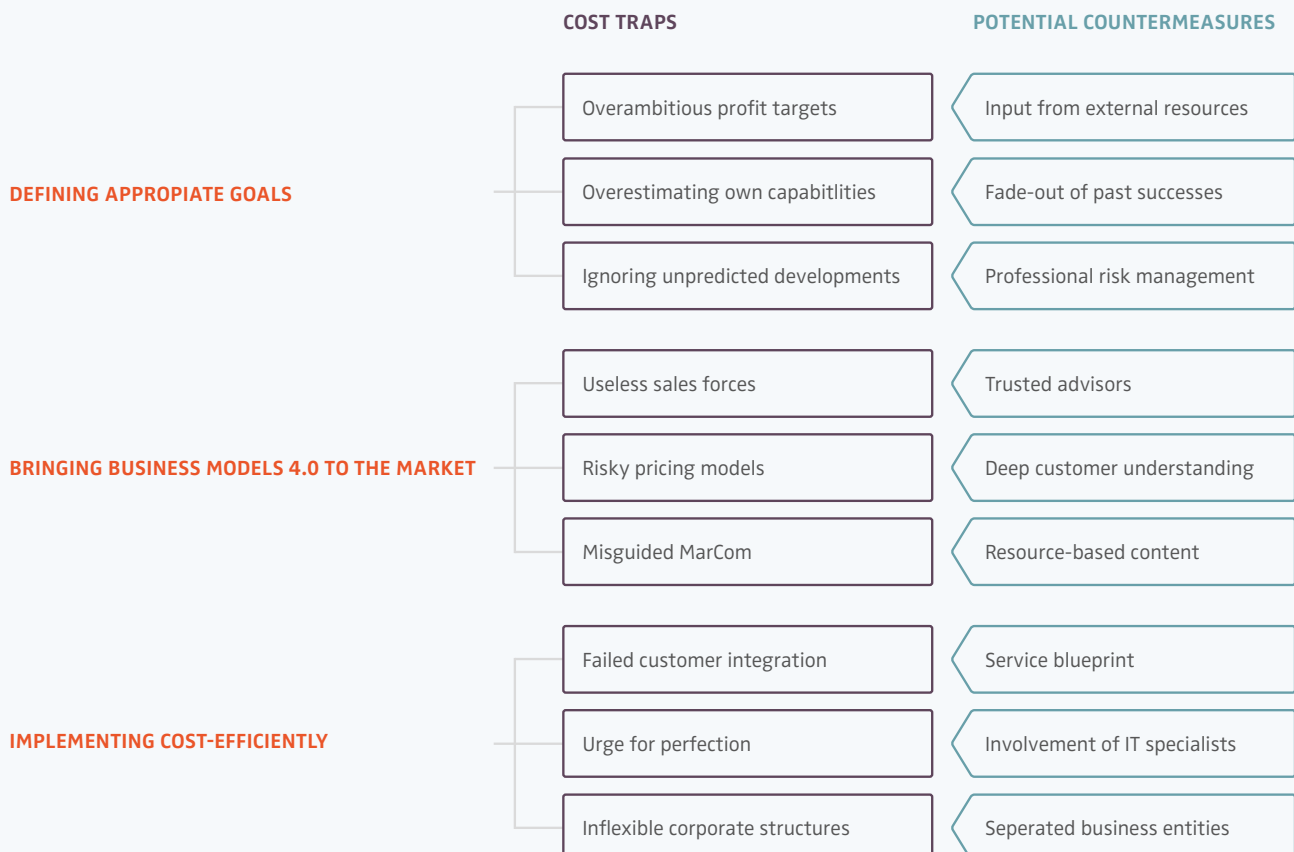 COST TRAPS
POTENTIAL COUNTERMEASURES
DEFINING APPROPIATE GOALS
Overambitious profit targets
Input from external resources
Overestimating own capabitlities
Fade-out of past successes
Ignoring unpredicted developments
Professional risk management
BRINGING BUSINESS MODELS 4.0 TO THE MARKET
Useless sales forces
Trusted advisors
Risky pricing models
Deep customer understanding
Misguided MarCom
Resource-based content
IMPLEMENTING COST-EFFICIENTLY
Failed customer integration
Service blueprint
Urge for perfection
Involvement of IT specialists
Inflexible corporate structures
Seperated business entities